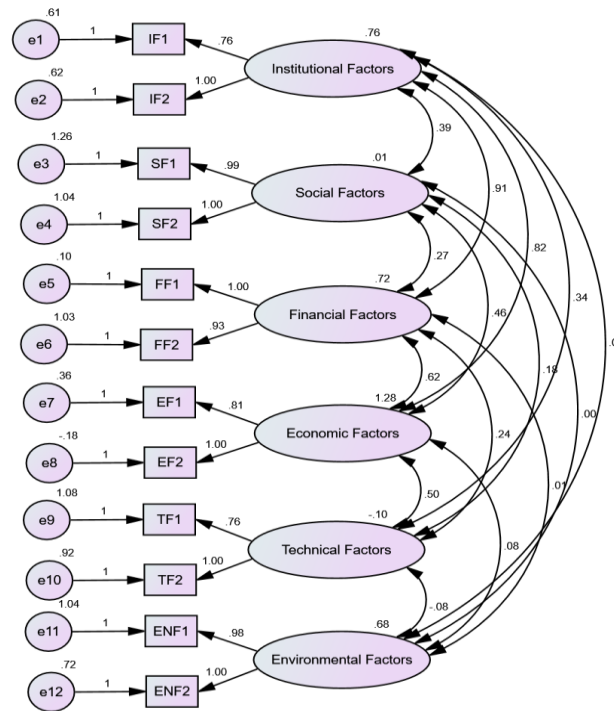 .61
e1
1
IF1
.76
.76
Institutional Factors
.62
e2
1
IF2
1.00
.39
1.26
e3
1
SF1
.99
.01
Social Factors
.91
1.04
e4
1
SF2
1.00
.82
.10
e5
1
FF1
1.00
.27
.72
Financial Factors
.34
1.03
e6
1
FF2
.93
.46
.36
e7
1
EF1
.81
.62
1.28
.18
Economic Factors
.00
-.18
e8
1
EF2
1.00
.24
1.08
e9
1
TF1
.76
.50
-.10
.01
Technical Factors
.92
e10
1
TF2
1.00
.08
1.04
e11
1
ENF1
.98
-.08
.68
Environmental Factors
.72
e12
1
ENF2
1.00